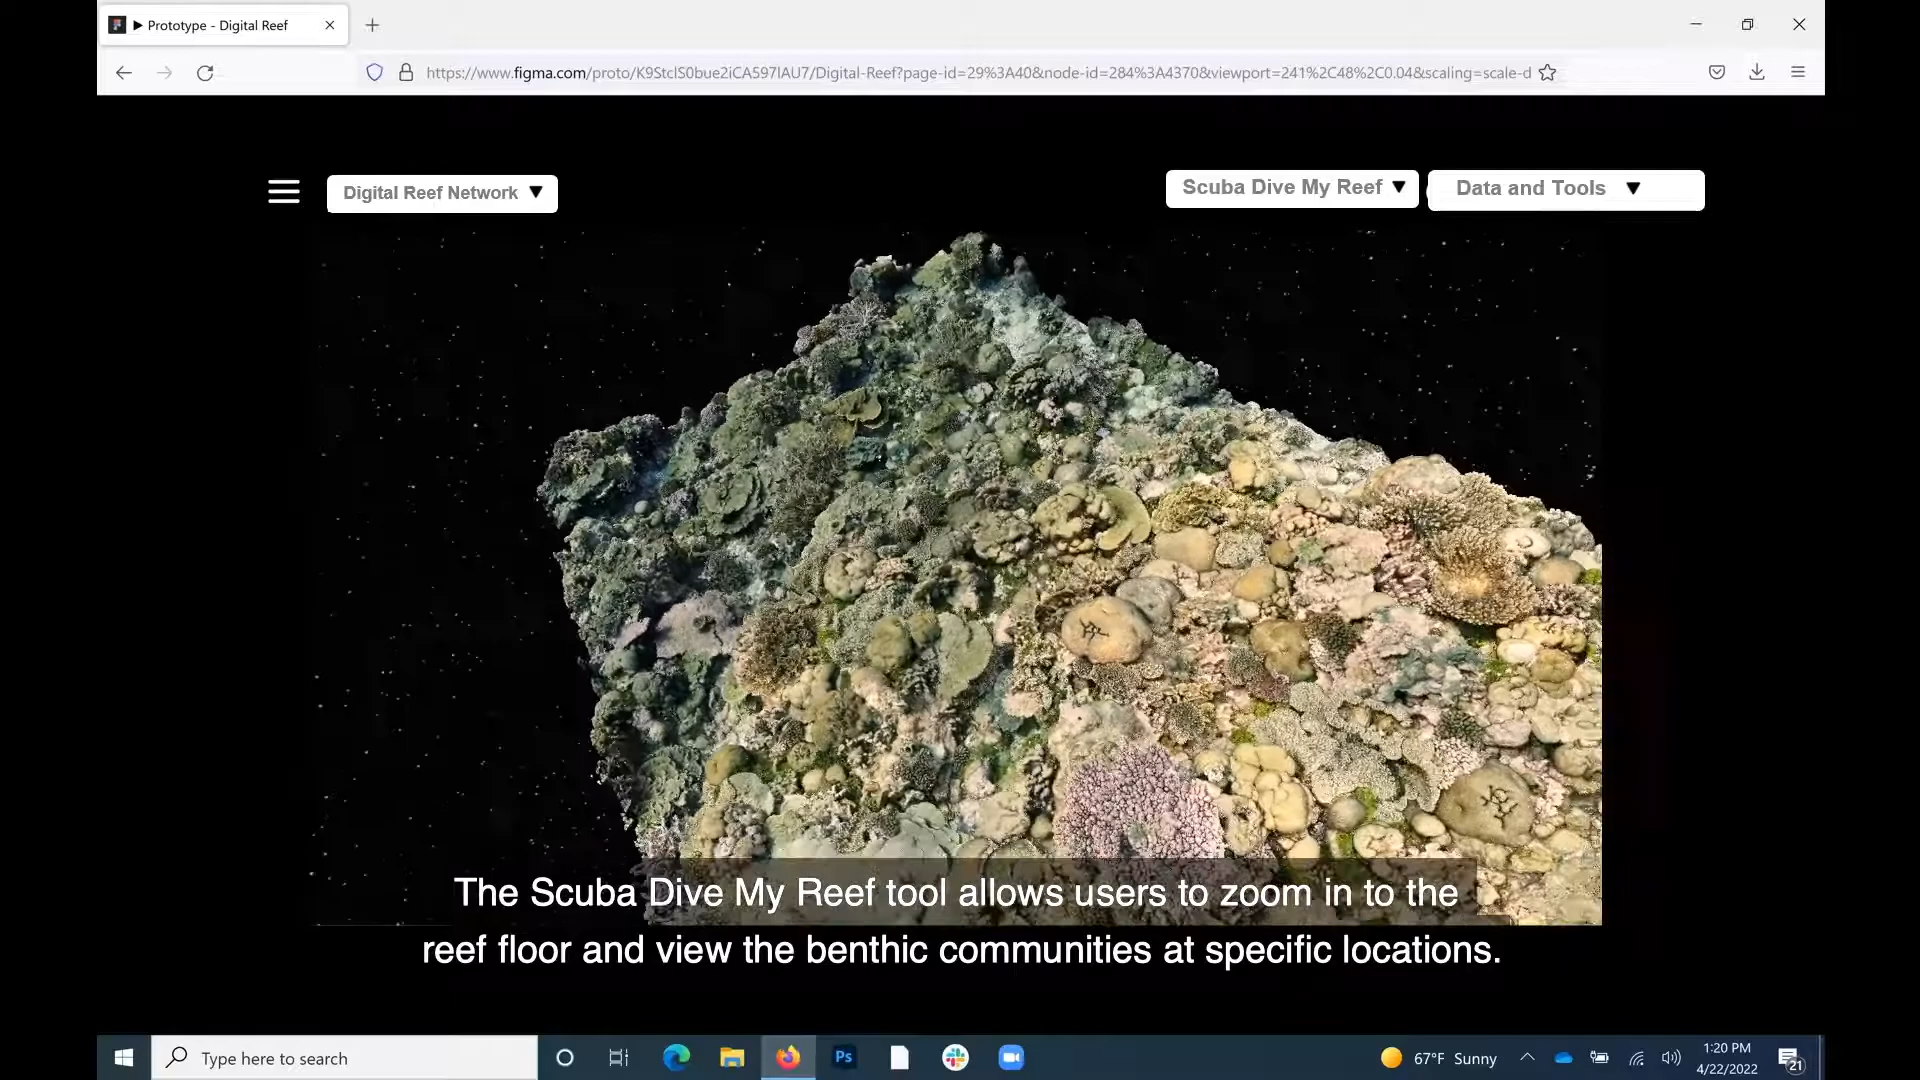 ▶ Prototype - Digital Reef
https://www.figma.com/proto/K9StclS0bue2iCA597lAU7/Digital-Reef?page-id=29%3A40&node-id=284%3A4370&viewport=241%2C48%2C0.04&scaling=scale-d
Digital Reef Network ▼
Scuba Dive My Reef ▼
Data and Tools ▼
The Scuba Dive My Reef tool allows users to zoom in to the
reef floor and view the benthic communities at specific locations.
Type here to search
Ps
67°F Sunny
1:20 PM
4/22/2022
21